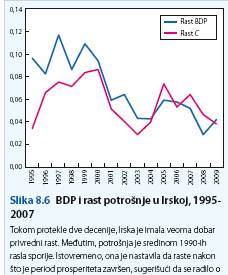 0,14
0,12
0,10
0,08
0,06
0,04
0,02
0,00
Rast BDP
Rast C
1995 1996 1997 1998 1999 2000 2001 2002 2003 2004 2005 2006 2007 2008 2009
Slika 8.6 BDP i rast potrošnje u Irskoj, 1995-
2007
Tokom protekle dve decenije, Irska je imala veoma dobar
privredni rast. Međutim, potrošnja je sredinom 1990-ih
rasla sporije. Istovremeno, ona je nastavila da raste nakon
što je period prosperiteta završen, sugerišući da se radilo o